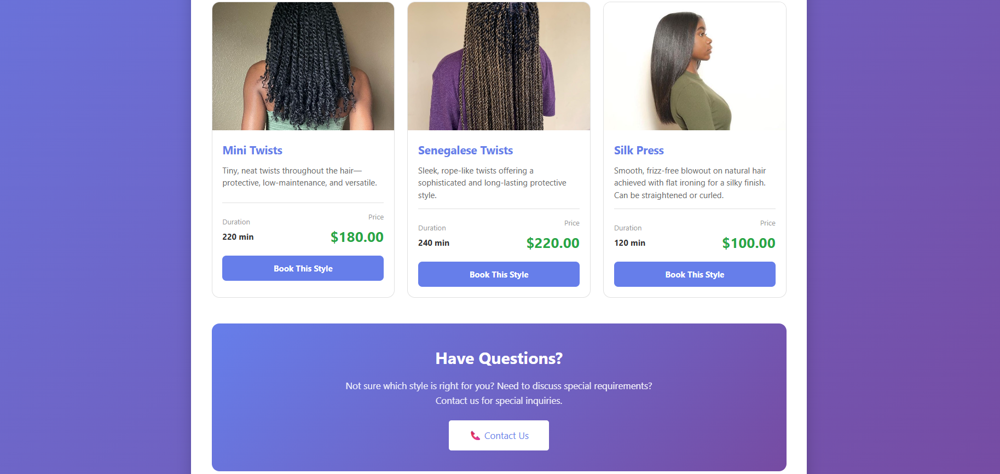 Mini Twists
Tiny, neat twists throughout the hair—
protective, low-maintenance, and versatile.
Duration
220 min
Price
$180.00
Book This Style
Senegalese Twists
Sleek, rope-like twists offering a
sophisticated and long-lasting protective
style.
Duration
240 min
Price
$220.00
Book This Style
Silk Press
Smooth, frizz-free blowout on natural hair
achieved with flat ironing for a silky finish.
Can be straightened or curled.
Duration
120 min
Price
$100.00
Book This Style
Have Questions?
Not sure which style is right for you? Need to discuss special requirements?
Contact us for special inquiries.
Contact Us